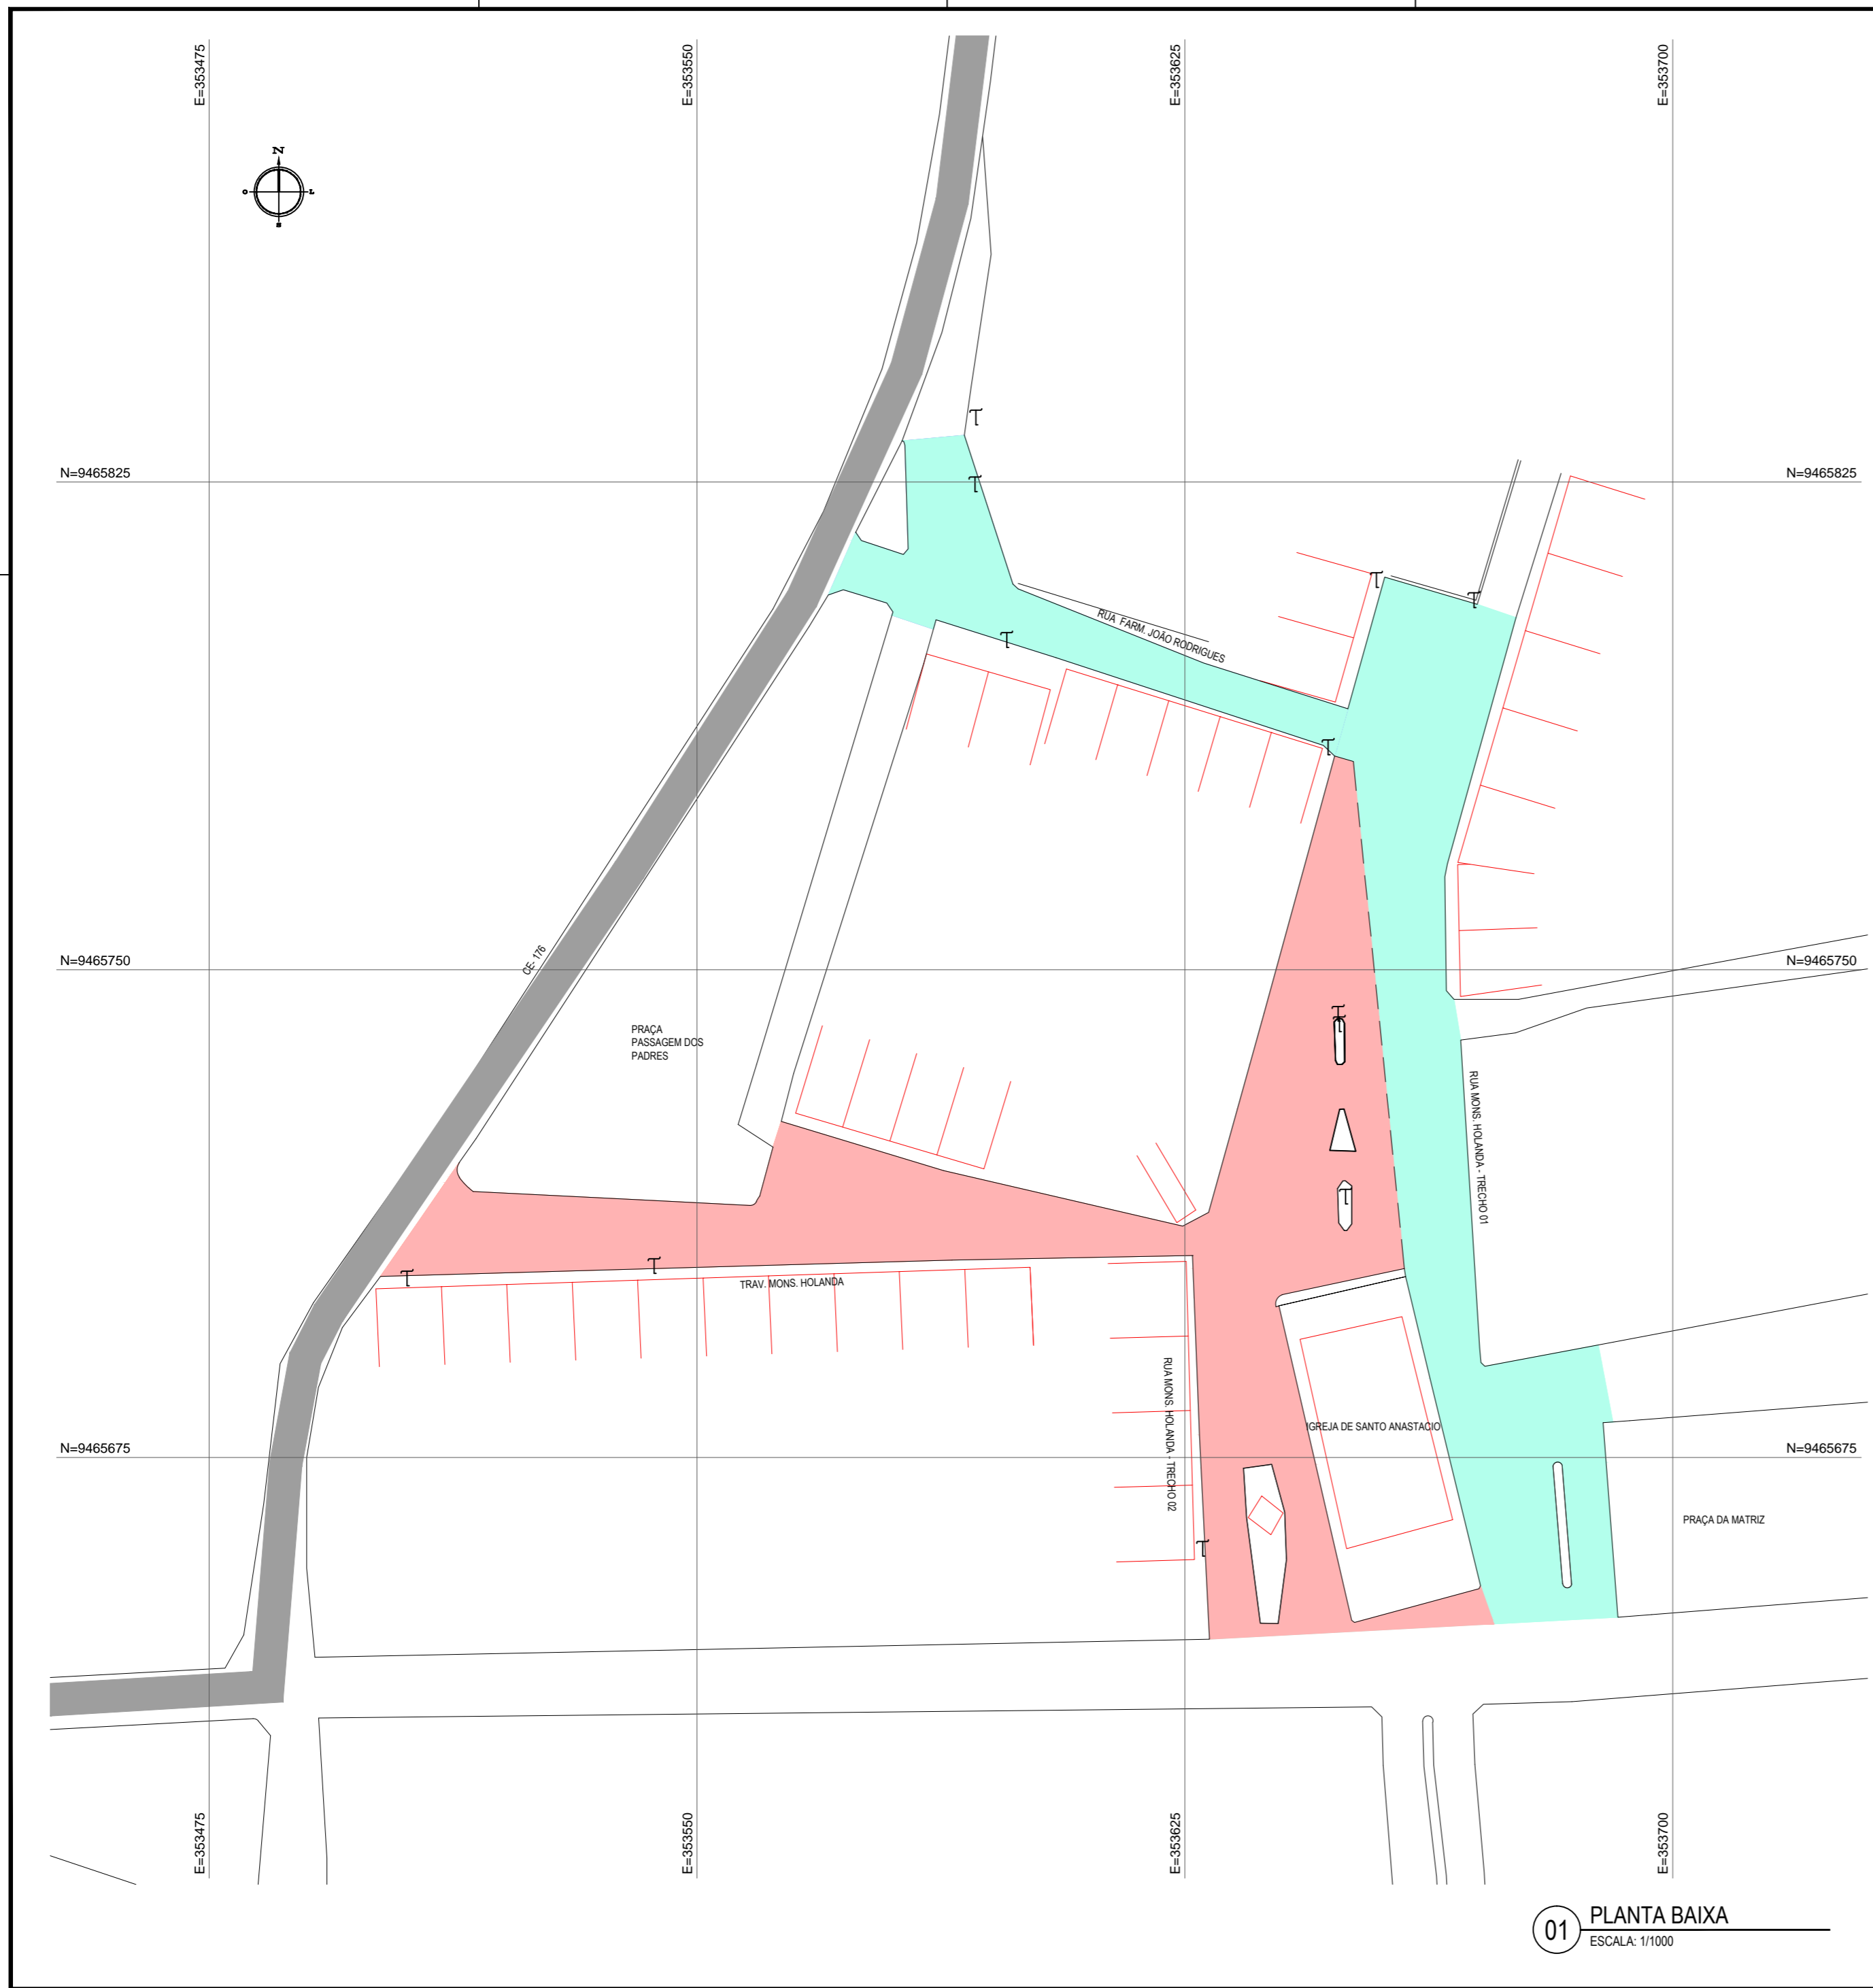 E=353475
E=353550
E=353625
E=353700
N
O
L
S
N=9465825
N=9465825
RUA FARM. JOÃO RODRIGUES
CE- 176
N=9465750
N=9465750
PRAÇA
PASSAGEM DOS
PADRES
RUA MONS. HOLANDA - TRECHO 01
TRAV. MONS. HOLANDA
RUA MONS. HOLANDA - TRECHO 02
IGREJA DE SANTO ANASTACIO
N=9465675
N=9465675
PRAÇA DA MATRIZ
E=353475
E=353550
E=353625
E=353700
01
PLANTA BAIXA
ESCALA: 1/1000